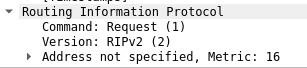 Routing Information Protocol
Command: Request (1)
Version: RIPv2 (2)
Address not specified, Metric: 16